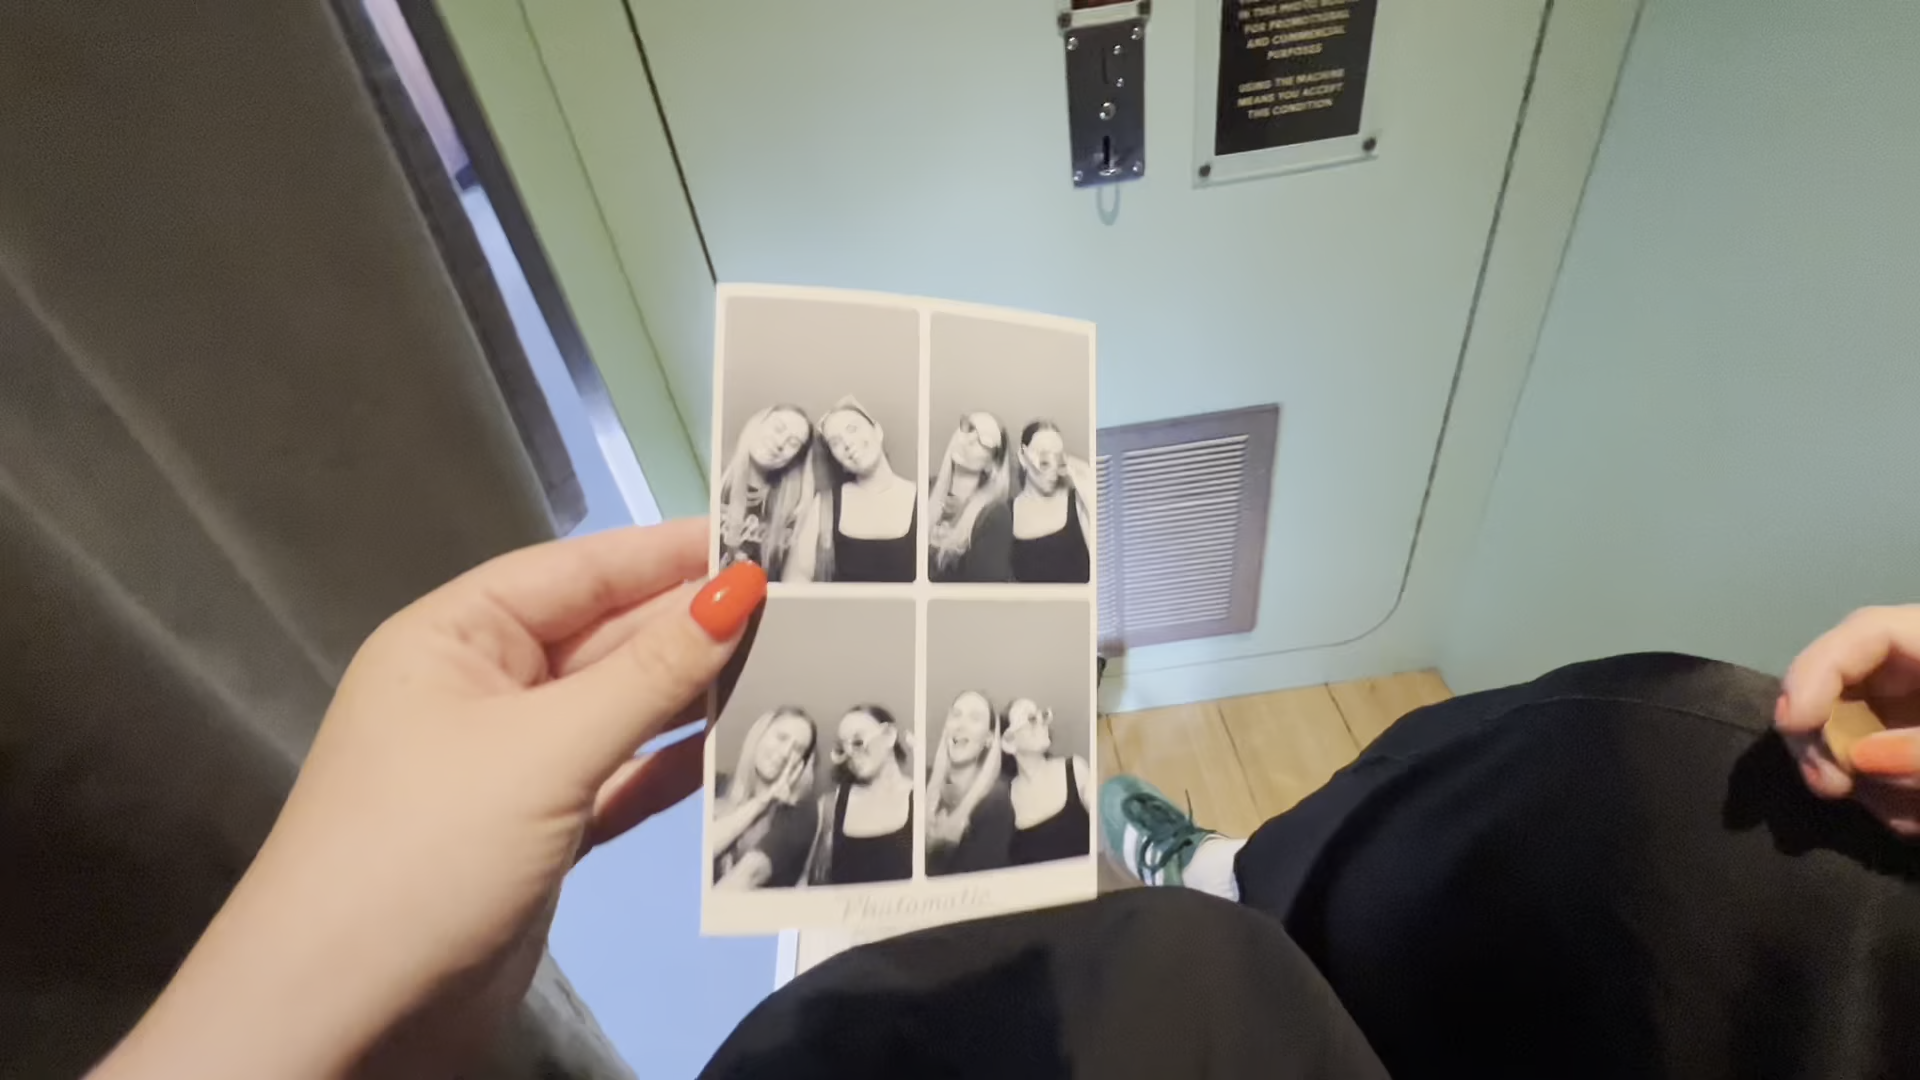 IN THIS PHOTO BOOTH
FOR PROMOTIONAL
AND COMMERCIAL
PURPOSES
USING THE MACHINE
MEANS YOU ACCEPT
THIS CONDITION
Photomatic